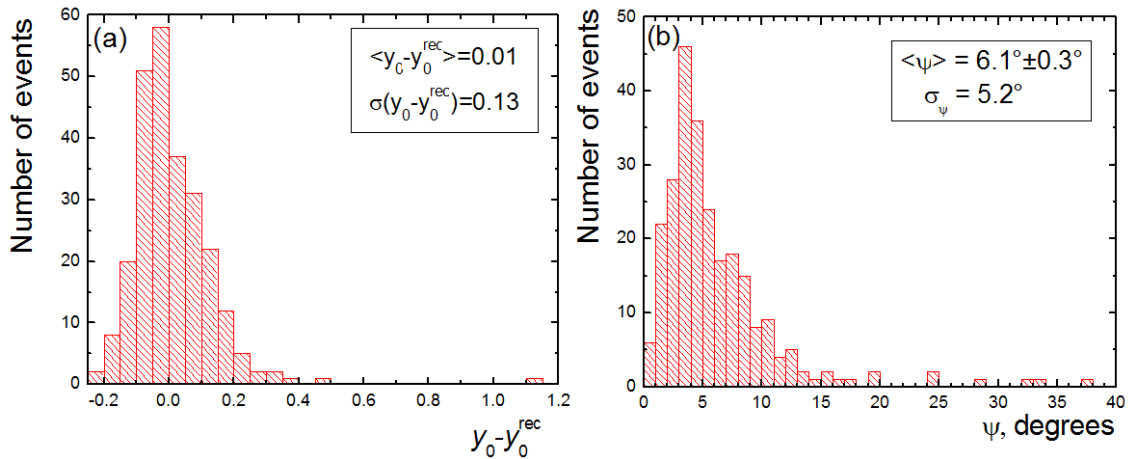 (a)
<y₀-y₀ʳᵉᶜ>=0.01
σ(y₀-y₀ʳᵉᶜ)=0.13
Number of events
60
50
40
30
20
10
0
-0.2 0.0 0.2 0.4 0.6 0.8 1.0 1.2
y₀-y₀ʳᵉᶜ
(b)
<ψ> = 6.1°±0.3°
σ_ψ = 5.2°
Number of events
50
40
30
20
10
0
0 5 10 15 20 25 30 35 40
ψ, degrees